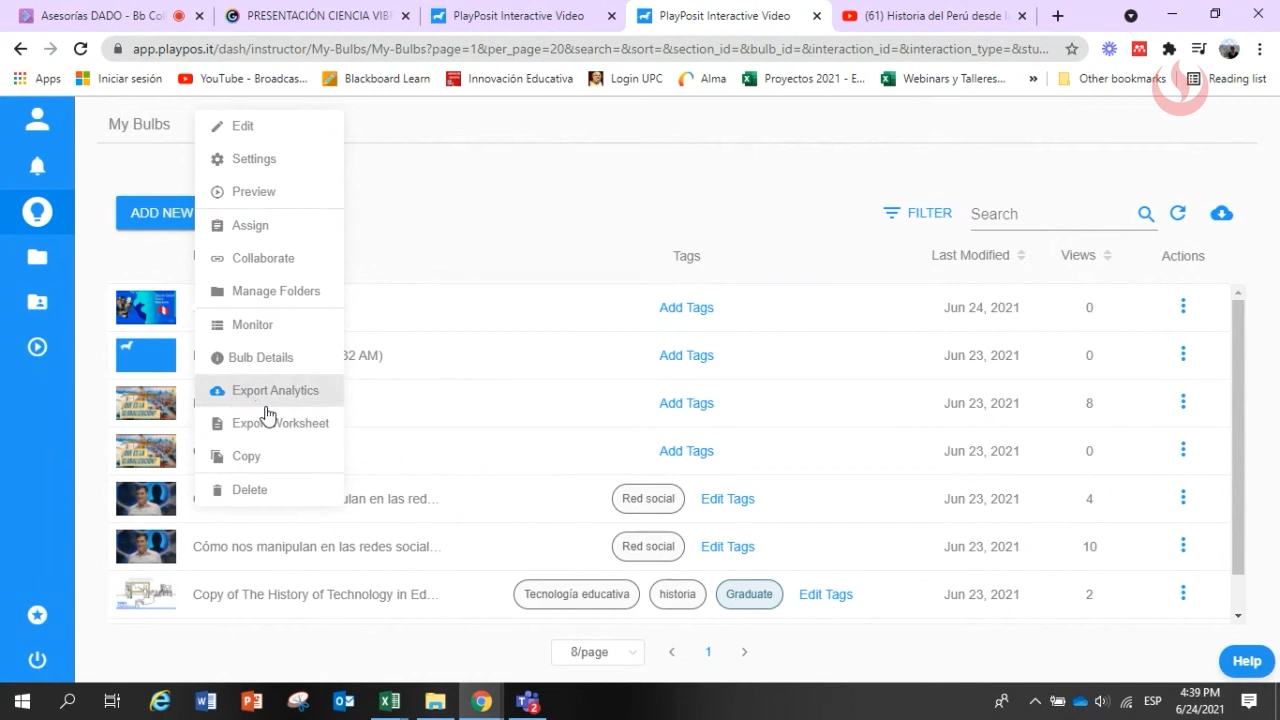 Asesorías DADO - Bb Col
PRESENTACIÓN CIENCIA VIB
PlayPosit Interactive Video
PlayPosit Interactive Video
(61) Historia del Perú desde l
app.playpos.it/dash/instructor/My-Bulbs/My-Bulbs?page=1&per_page=20&search=&sort=&section_id=&bulb_id=&interaction_id=&interaction_type=&stu...
Apps
Iniciar sesión
YouTube - Broadcas...
Blackboard Learn
Innovación Educativa
Login UPC
Alma
Proyectos 2021 - E...
Webinars y Talleres...
»
Other bookmarks
Reading list
My Bulbs
Edit
Settings
Preview
Assign
Collaborate
Manage Folders
Monitor
Bulb Details
Export Analytics
Export Worksheet
Copy
Delete
ADD NEW
FILTER
Search
Tags
Last Modified
Views
Actions
Add Tags
Jun 24, 2021
0
32 AM)
Add Tags
Jun 23, 2021
0
Add Tags
Jun 23, 2021
8
Add Tags
Jun 23, 2021
0
ulan en las red...
Red social
Edit Tags
Jun 23, 2021
4
Cómo nos manipulan en las redes social...
Red social
Edit Tags
Jun 23, 2021
10
Copy of The History of Technology in Ed...
Tecnología educativa
historia
Graduate
Edit Tags
Jun 23, 2021
2
8/page
1
Help
ESP
4:39 PM
6/24/2021